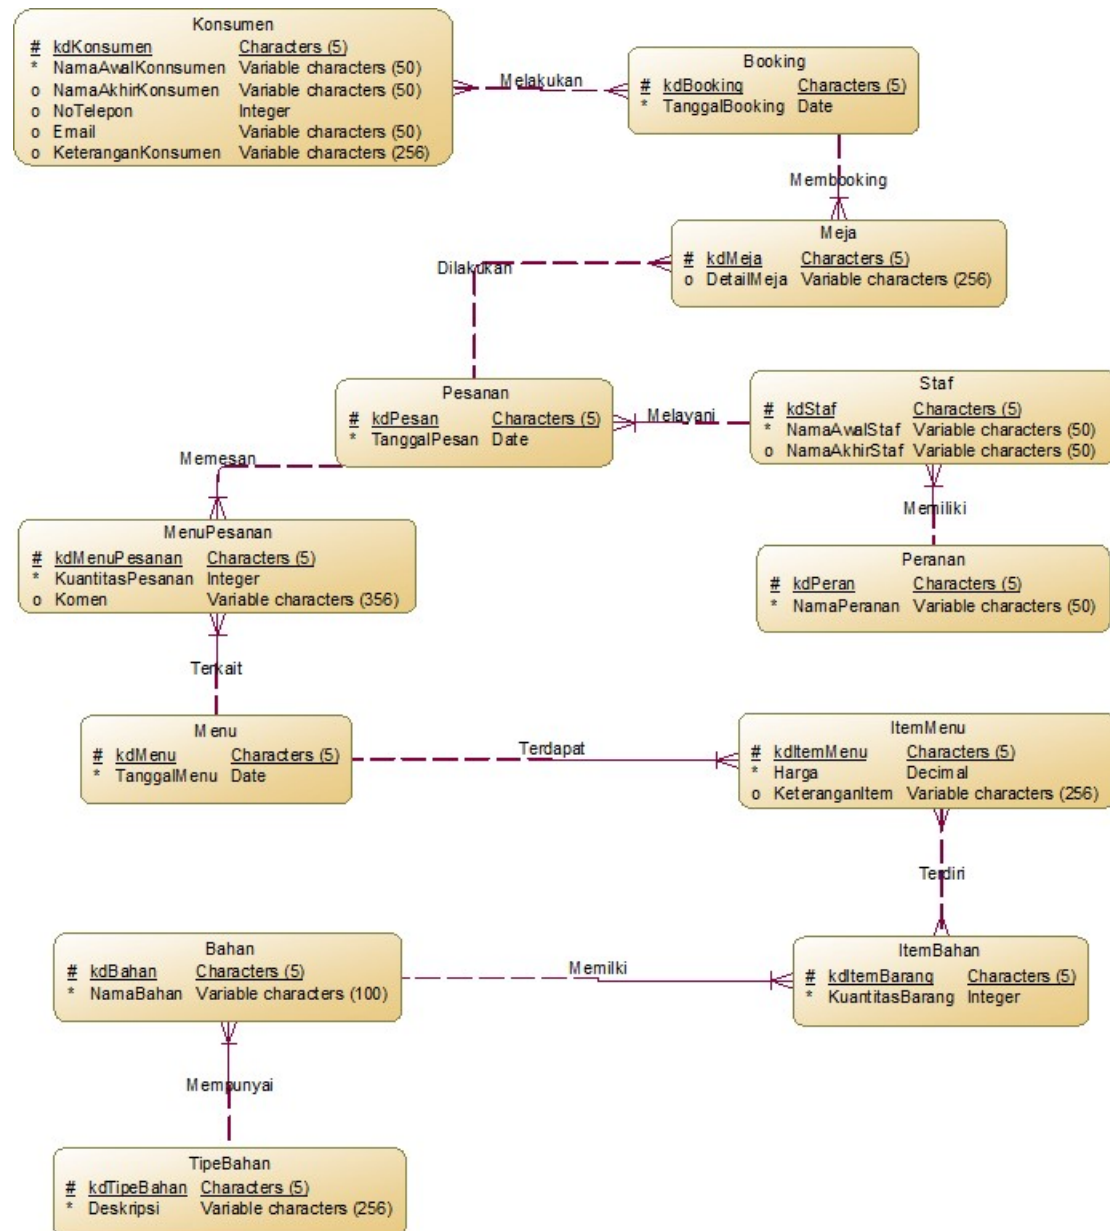 Konsumen
# kdKonsumen Characters (5)
* NamaAwalKonnsumen Variable characters (50)
o NamaAkhirKonsumen Variable characters (50)
o NoTelepon Integer
o Email Variable characters (50)
o KeteranganKonsumen Variable characters (256)
Melakukan
Booking
# kdBooking Characters (5)
* TanggalBooking Date
Membooking
Meja
# kdMeja Characters (5)
o DetailMeja Variable characters (256)
Dilakukan
Pesanan
# kdPesan Characters (5)
* TanggalPesan Date
Melayani
Staf
# kdStaf Characters (5)
* NamaAwalStaf Variable characters (50)
o NamaAkhirStaf Variable characters (50)
Memesan
Memiliki
MenuPesanan
# kdMenuPesanan Characters (5)
* KuantitasPesanan Integer
o Komen Variable characters (356)
Peranan
# kdPeran Characters (5)
* NamaPeranan Variable characters (50)
Terkait
Menu
# kdMenu Characters (5)
* TanggalMenu Date
Terdapat
ItemMenu
# kdItemMenu Characters (5)
* Harga Decimal
o KeteranganItem Variable characters (256)
Terdiri
Bahan
# kdBahan Characters (5)
* NamaBahan Variable characters (100)
Memilki
ItemBahan
# kdItemBarang Characters (5)
* KuantitasBarang Integer
Mempunyai
TipeBahan
# kdTipeBahan Characters (5)
* Deskripsi Variable characters (256)